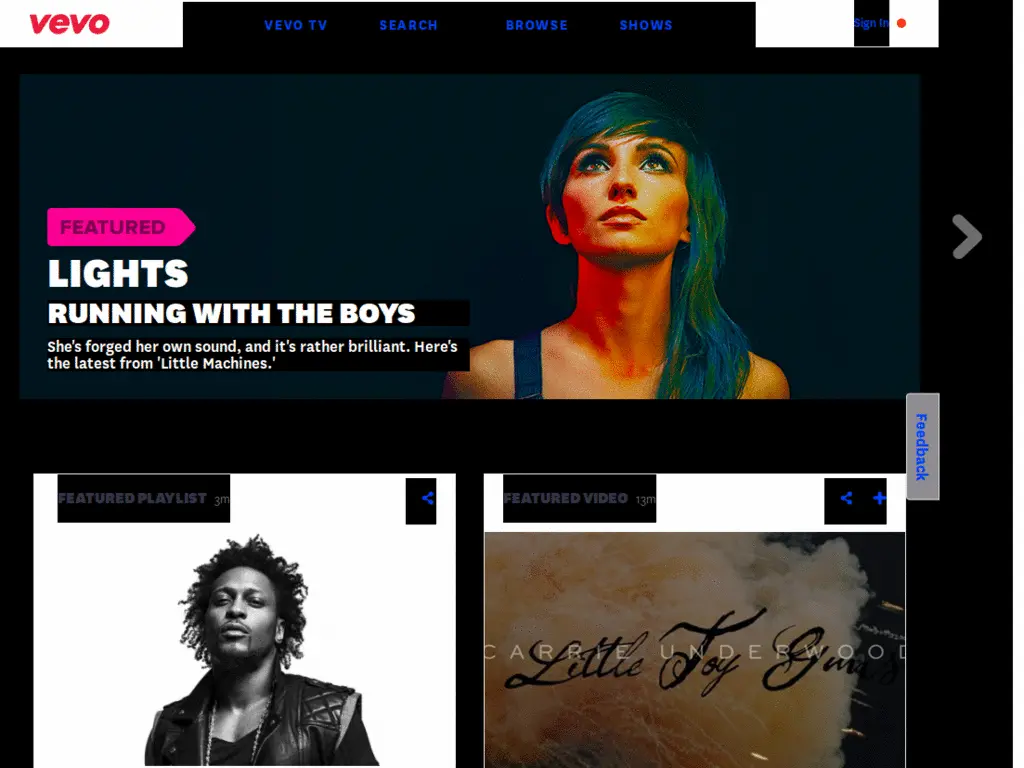 vevo
VEVO TV SEARCH BROWSE SHOWS Sign In
FEATURED
LIGHTS
RUNNING WITH THE BOYS
She's forged her own sound, and it's rather brilliant. Here's
the latest from 'Little Machines.'
Feedback
FEATURED PLAYLIST 3m
FEATURED VIDEO 13m
CARRIE UNDERWOOD
Little Toy Guns